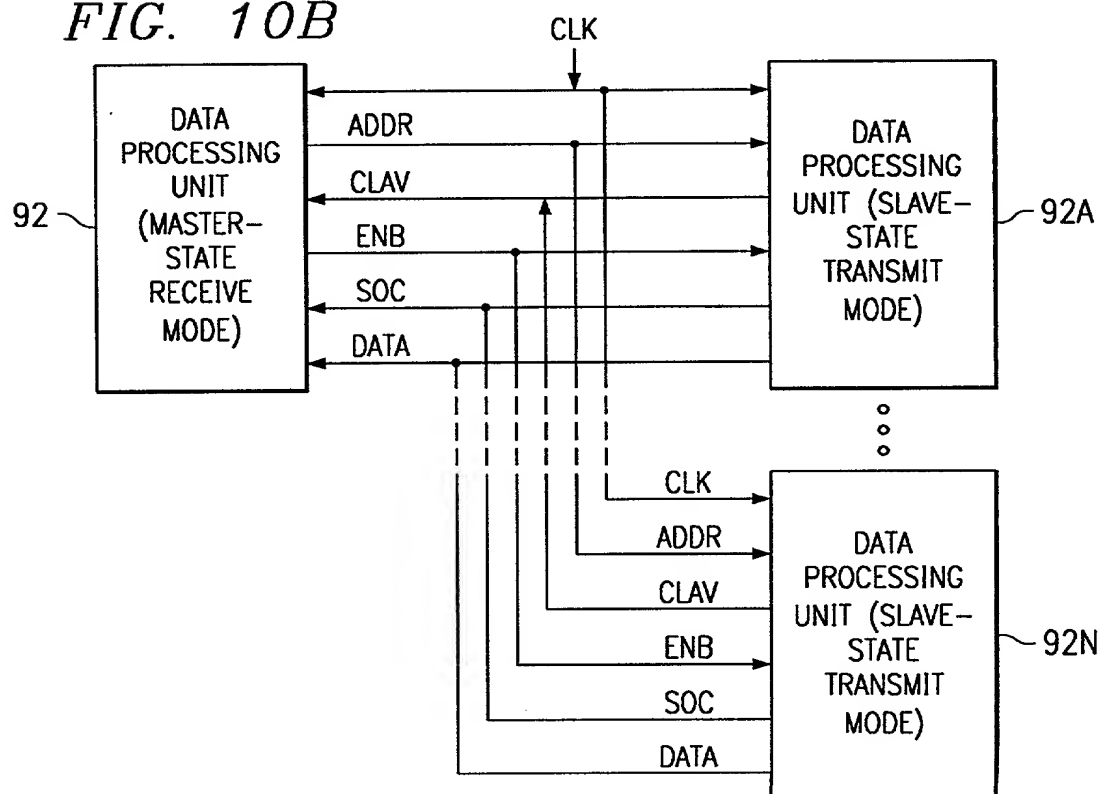 FIG. 10B
CLK
DATA
PROCESSING
UNIT
(MASTER-
STATE
RECEIVE
MODE)
92
ADDR
CLAV
ENB
SOC
DATA
DATA
PROCESSING
UNIT (SLAVE-
STATE
TRANSMIT
MODE)
92A
CLK
ADDR
CLAV
ENB
SOC
DATA
DATA
PROCESSING
UNIT (SLAVE-
STATE
TRANSMIT
MODE)
92N